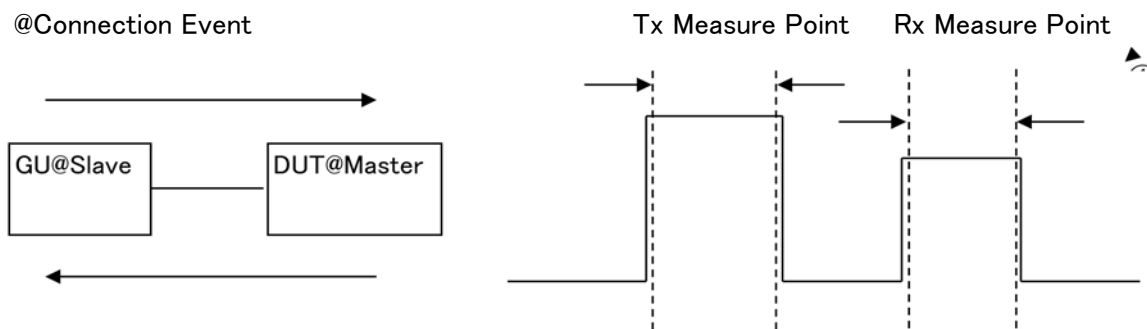 @Connection Event
Tx Measure Point
Rx Measure Point
GU@Slave
DUT@Master